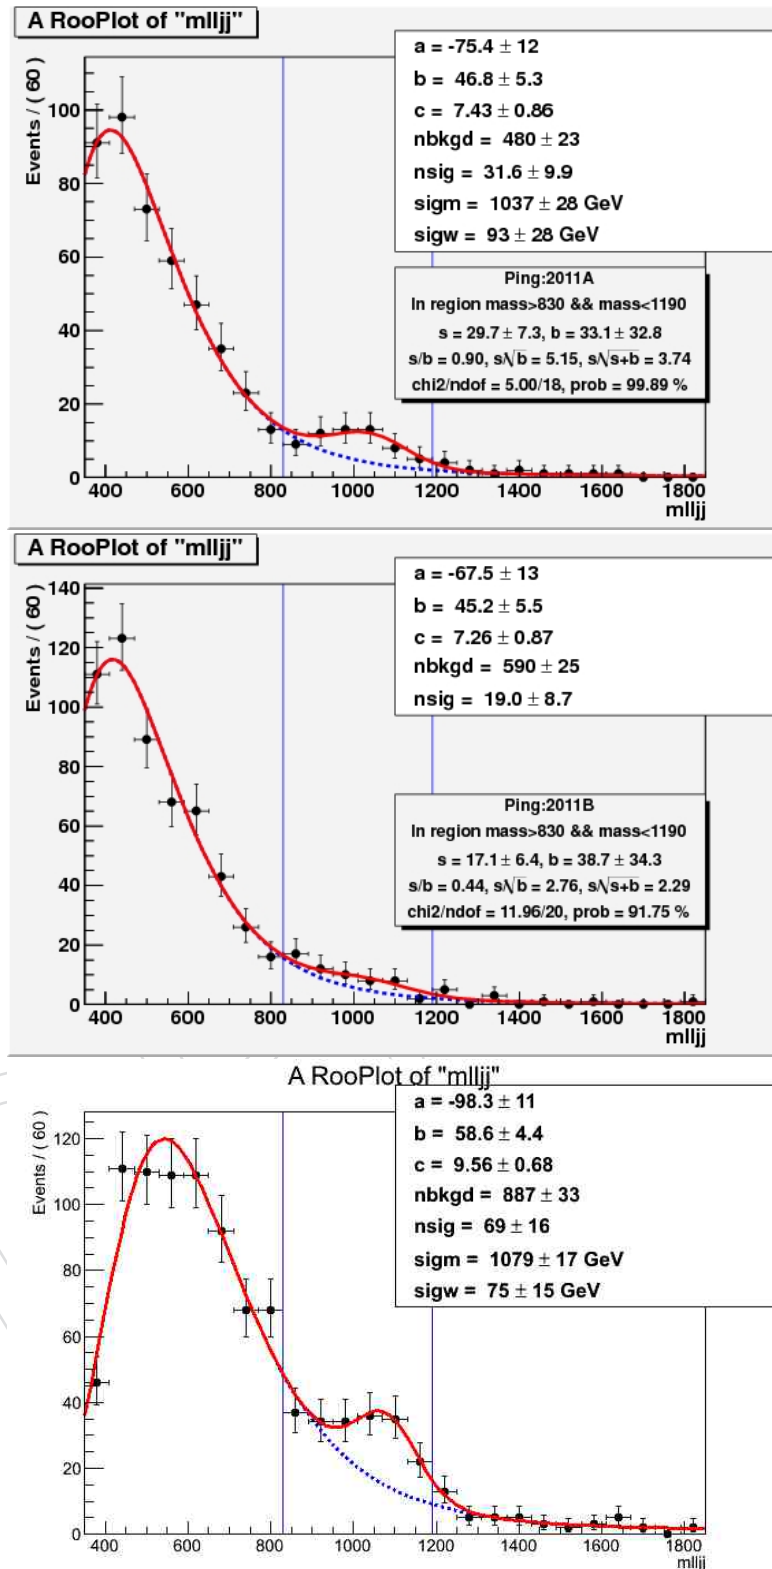 A RooPlot of "mlljj"
Events / ( 60 )
100
80
60
40
20
0
400 600 800 1000 1200 1400 1600 1800
mlljj
a = -75.4 ± 12
b = 46.8 ± 5.3
c = 7.43 ± 0.86
nbkgd = 480 ± 23
nsig = 31.6 ± 9.9
sigm = 1037 ± 28 GeV
sigw = 93 ± 28 GeV
Ping:2011A
In region mass>830 && mass<1190
s = 29.7 ± 7.3, b = 33.1 ± 32.8
s/b = 0.90, s/√b = 5.15, s/√s+b = 3.74
chi2/ndof = 5.00/18, prob = 99.89 %
A RooPlot of "mlljj"
Events / ( 60 )
140
120
100
80
60
40
20
0
400 600 800 1000 1200 1400 1600 1800
mlljj
a = -67.5 ± 13
b = 45.2 ± 5.5
c = 7.26 ± 0.87
nbkgd = 590 ± 25
nsig = 19.0 ± 8.7
Ping:2011B
In region mass>830 && mass<1190
s = 17.1 ± 6.4, b = 38.7 ± 34.3
s/b = 0.44, s/√b = 2.76, s/√s+b = 2.29
chi2/ndof = 11.96/20, prob = 91.75 %
A RooPlot of "mlljj"
Events / ( 60 )
120
100
80
60
40
20
0
400 600 800 1000 1200 1400 1600 1800
mlljj
a = -98.3 ± 11
b = 58.6 ± 4.4
c = 9.56 ± 0.68
nbkgd = 887 ± 33
nsig = 69 ± 16
sigm = 1079 ± 17 GeV
sigw = 75 ± 15 GeV